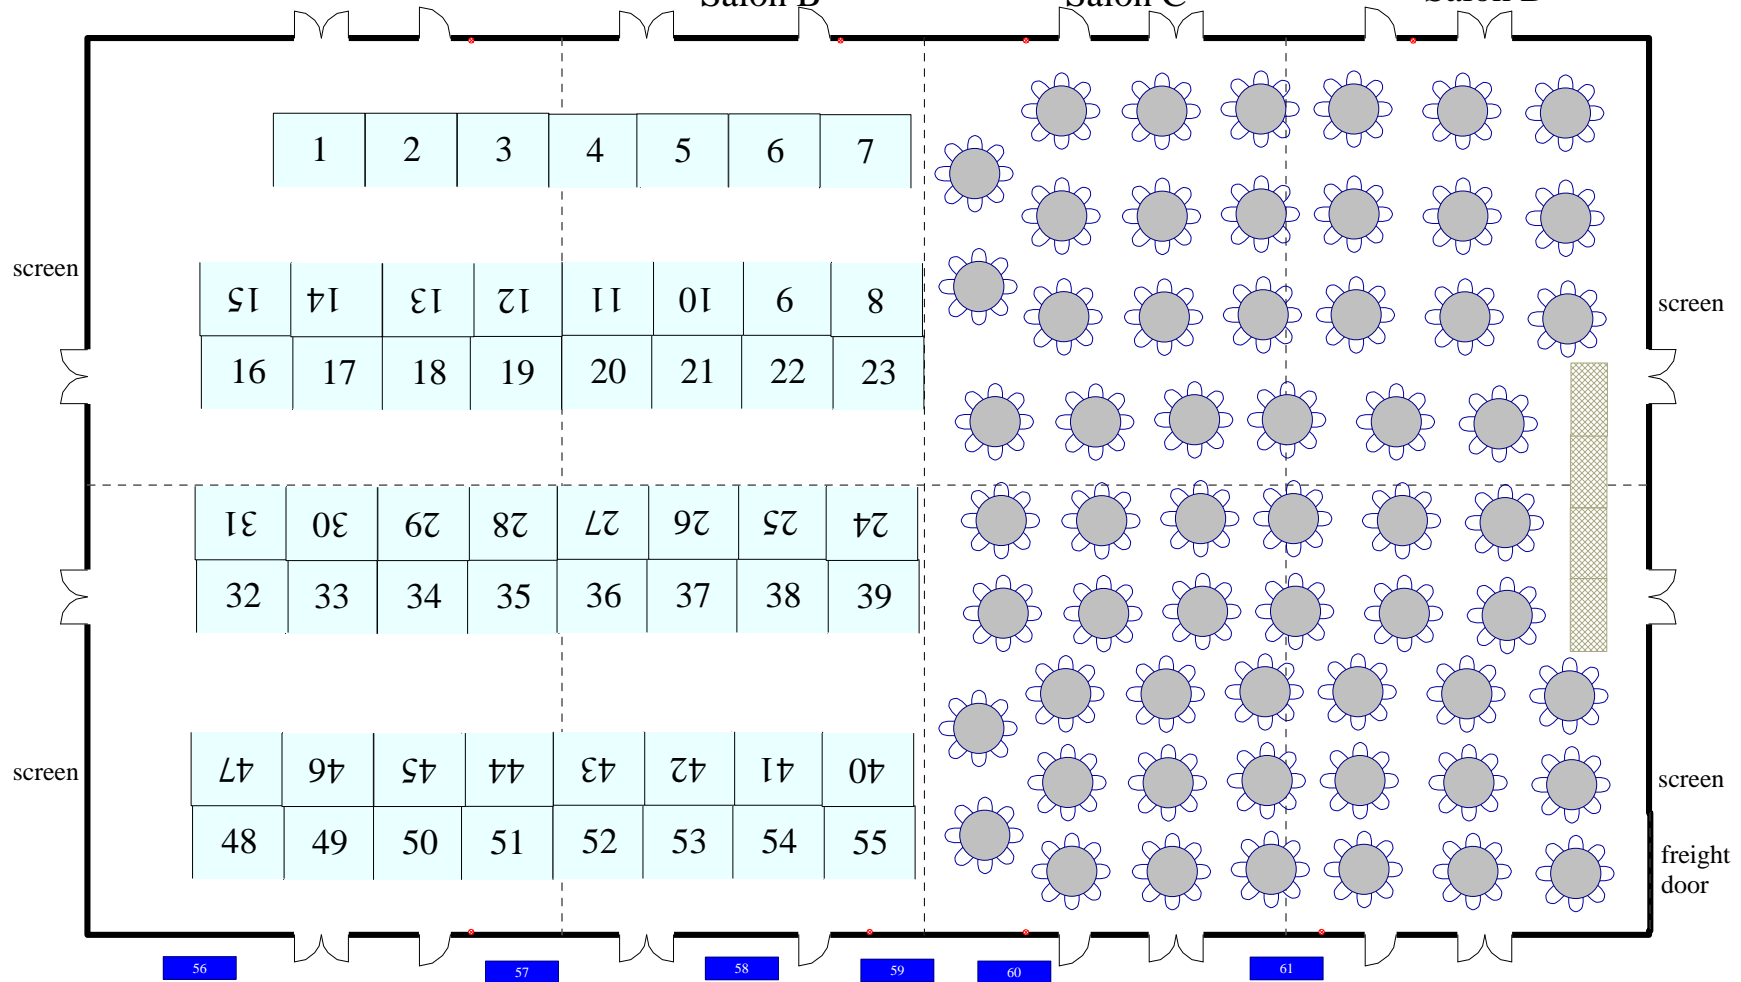 Salon B
Salon C
Salon D
1 2 3 4 5 6 7
screen
15 14 13 12 11 10 9 8
screen
16 17 18 19 20 21 22 23
31 30 29 28 27 26 25 24
32 33 34 35 36 37 38 39
47 46 45 44 43 42 41 40
screen
screen
48 49 50 51 52 53 54 55
freight
door
56 57 58 59 60 61